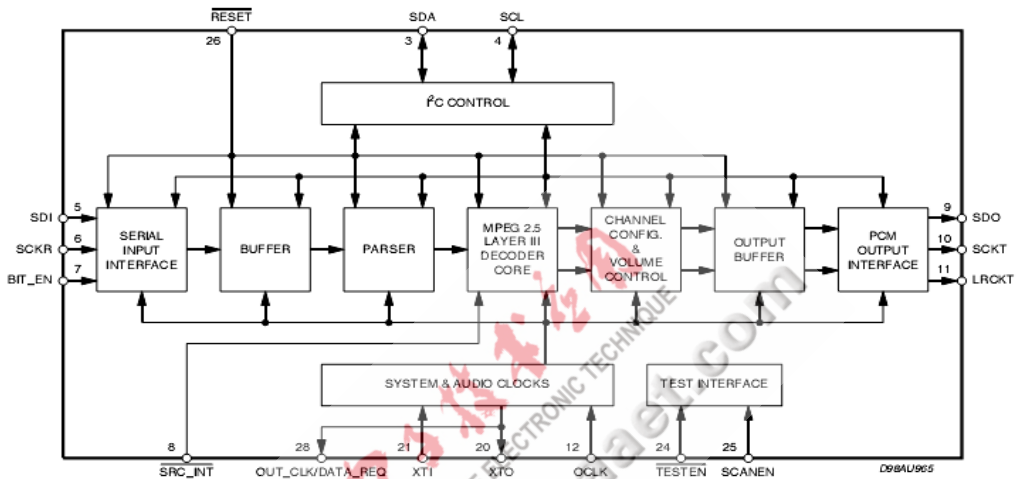 RESET SDA SCL
26 3 4
I²C CONTROL
5 9
SDI SDO
6 10
SCKR SCKT
7 11
BIT_EN LRCKT
SERIAL
INPUT
INTERFACE
BUFFER
PARSER
MPEG 2.5
LAYER III
DECODER
CORE
CHANNEL
CONFIG.
&
VOLUME
CONTROL
OUTPUT
BUFFER
PCM
OUTPUT
INTERFACE
SYSTEM & AUDIO CLOCKS
TEST INTERFACE
8 28 21 20 12 24 25
SRC_INT OUT_CLK/DATA_REQ XTI XTO OCLK TESTEN SCANEN
D98AU965
ELECTRONIC TECHNIQUE
aet.com